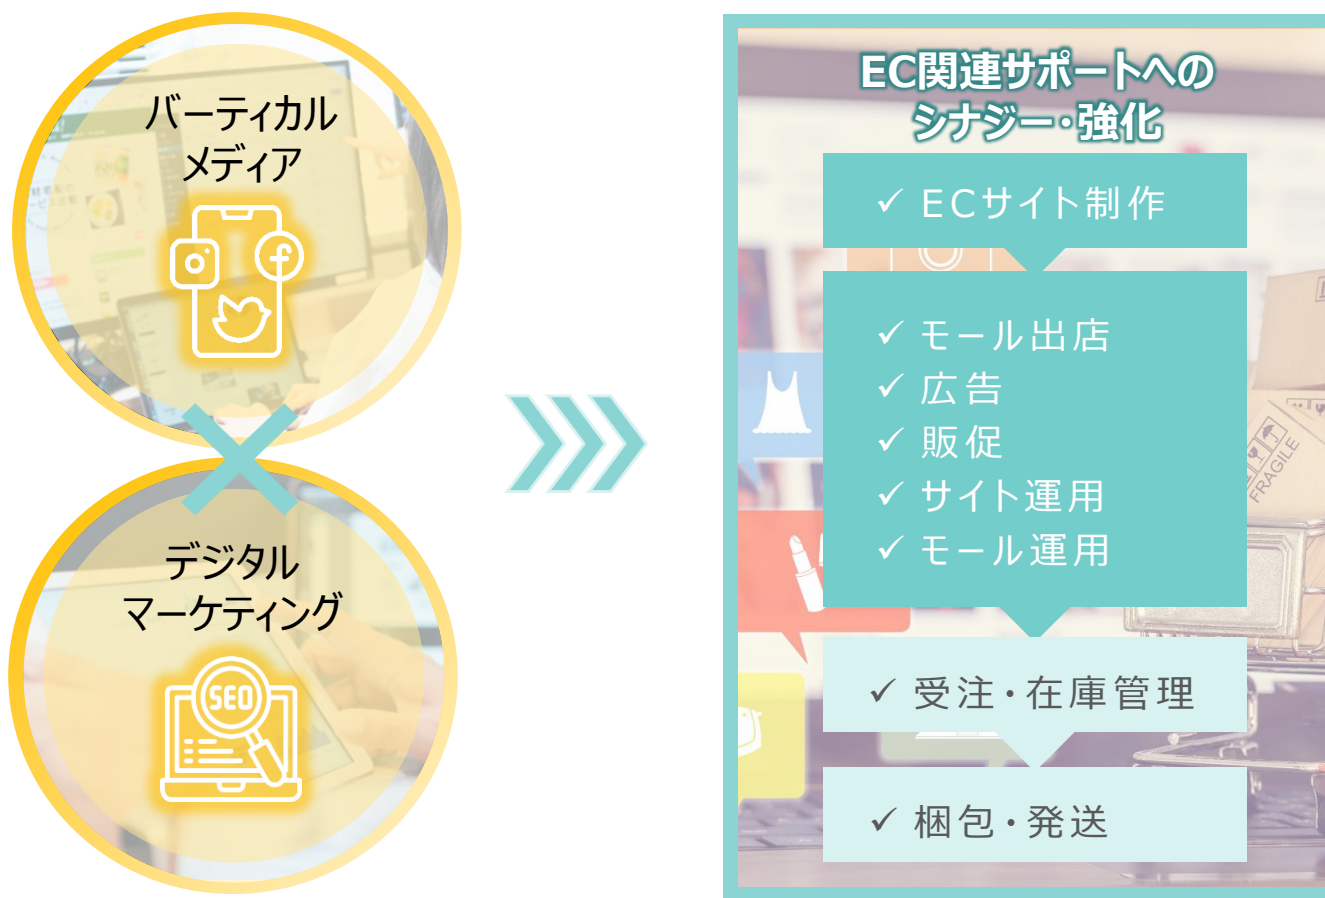 バーティカル
メディア
デジタル
マーケティング
SEO
EC関連サポートへの
シナジー・強化
✓ ECサイト制作
✓ モール出店
✓ 広告
✓ 販促
✓ サイト運用
✓ モール運用
✓ 受注・在庫管理
✓ 梱包・発送
FRAGILE